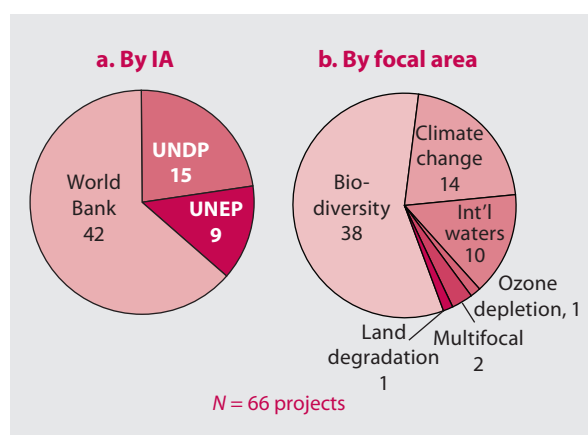 a. By IA
World
Bank
42
UNDP
15
UNEP
9
b. By focal area
Bio-
diversity
38
Climate
change
14
Int'l
waters
10
Ozone
depletion, 1
Multifocal
2
Land
degradation
1
N = 66 projects